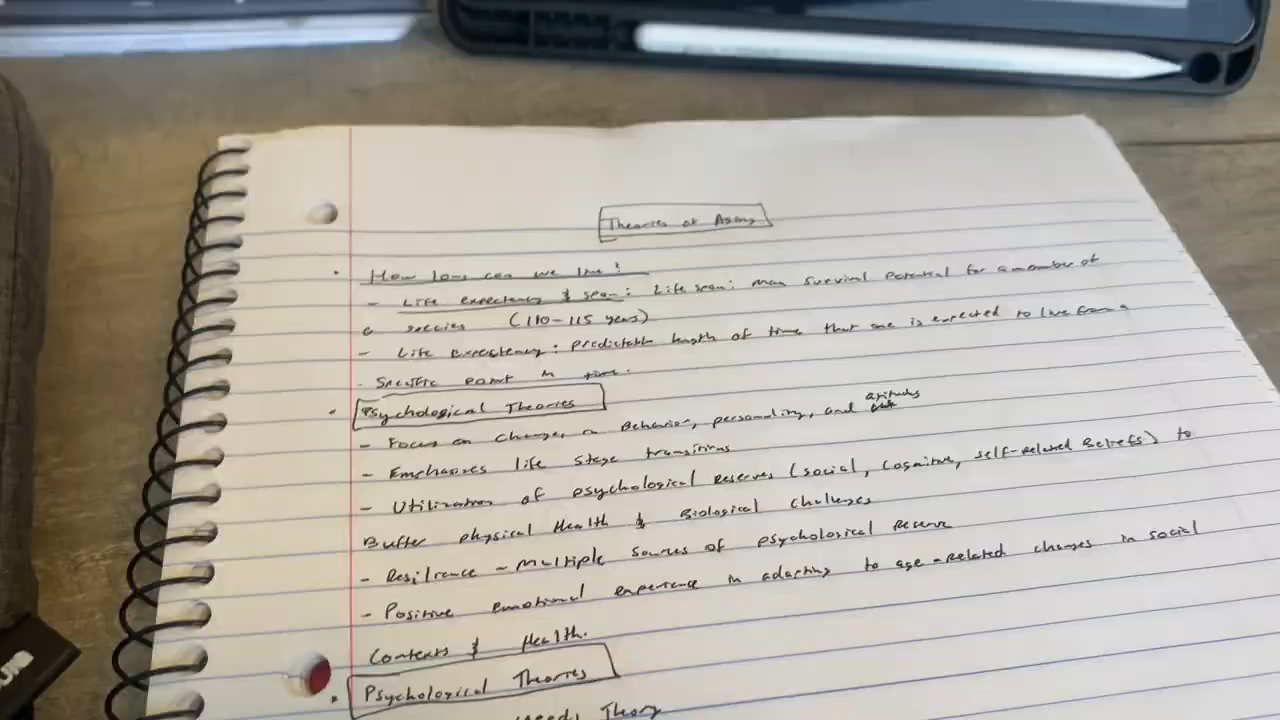 Theories of Aging
• How long can we live?
- Life expectency & span: Life span: max survival potential for a member of
a species (110-115 years)
- Life Expectency: predictable length of time that one is expected to live from a
specific point in time.
• Psychological Theories
- Focus on changes in Behavior, personality, and
- Emphasizes life stage transitions
- Utilization of psychological reserves (social, cognitive, self-related Beliefs) to
Buffer physical Health & Biological challenges
- Resilience - multiple sources of psychological reserve
- Positive emotional experience in adapting to age-related changes in social
Contexts & Health.
• Psychological Theories
Theory